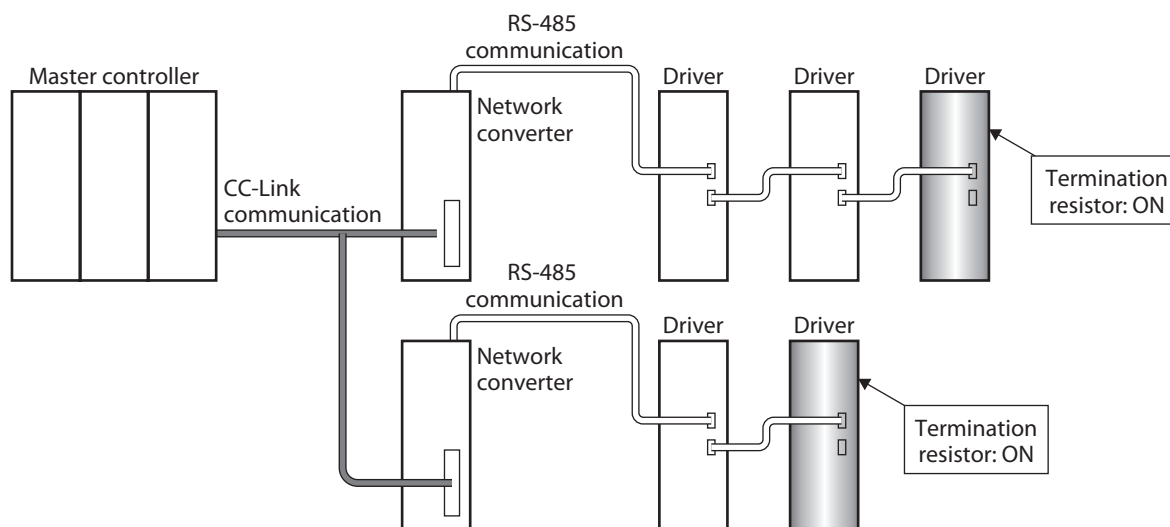 RS-485
communication
Master controller
Driver
Driver
Driver
Network
converter
CC-Link
communication
Termination
resistor: ON
RS-485
communication
Driver
Driver
Network
converter
Termination
resistor: ON